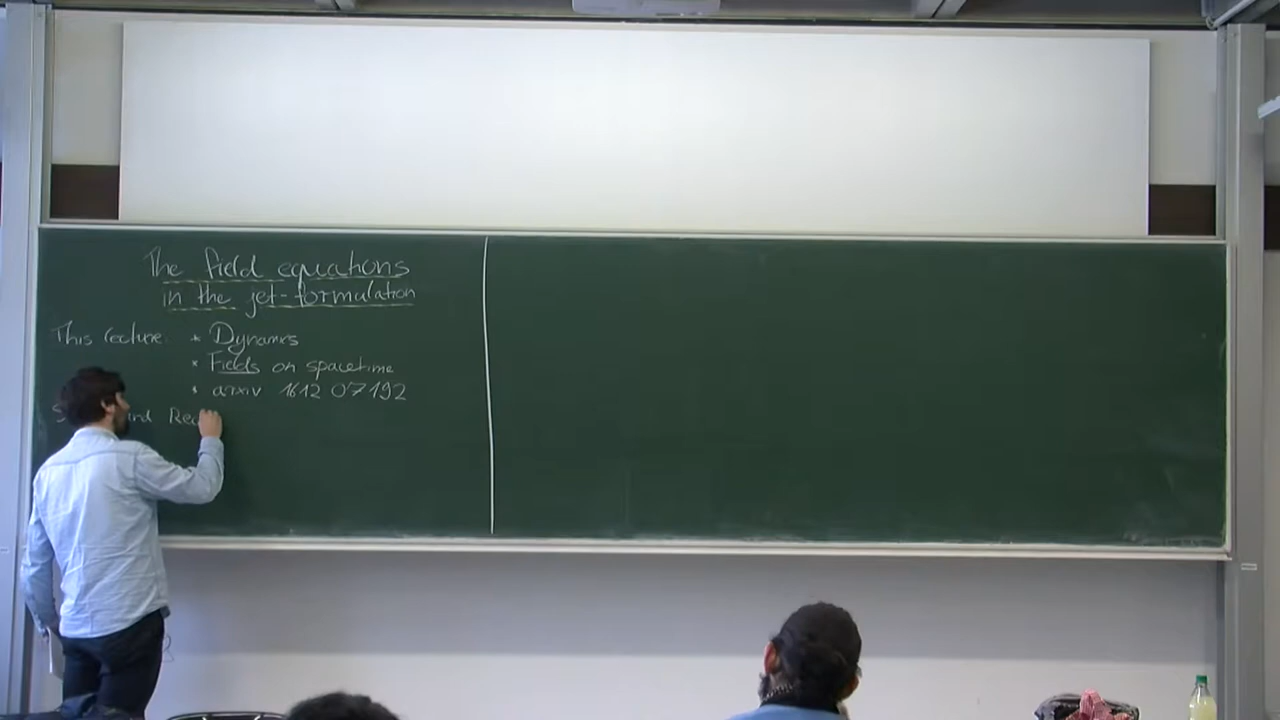 The field equations
in the jet-formulation
This lecture: * Dynamics
* Fields on spacetime
* arxiv 1612 07192